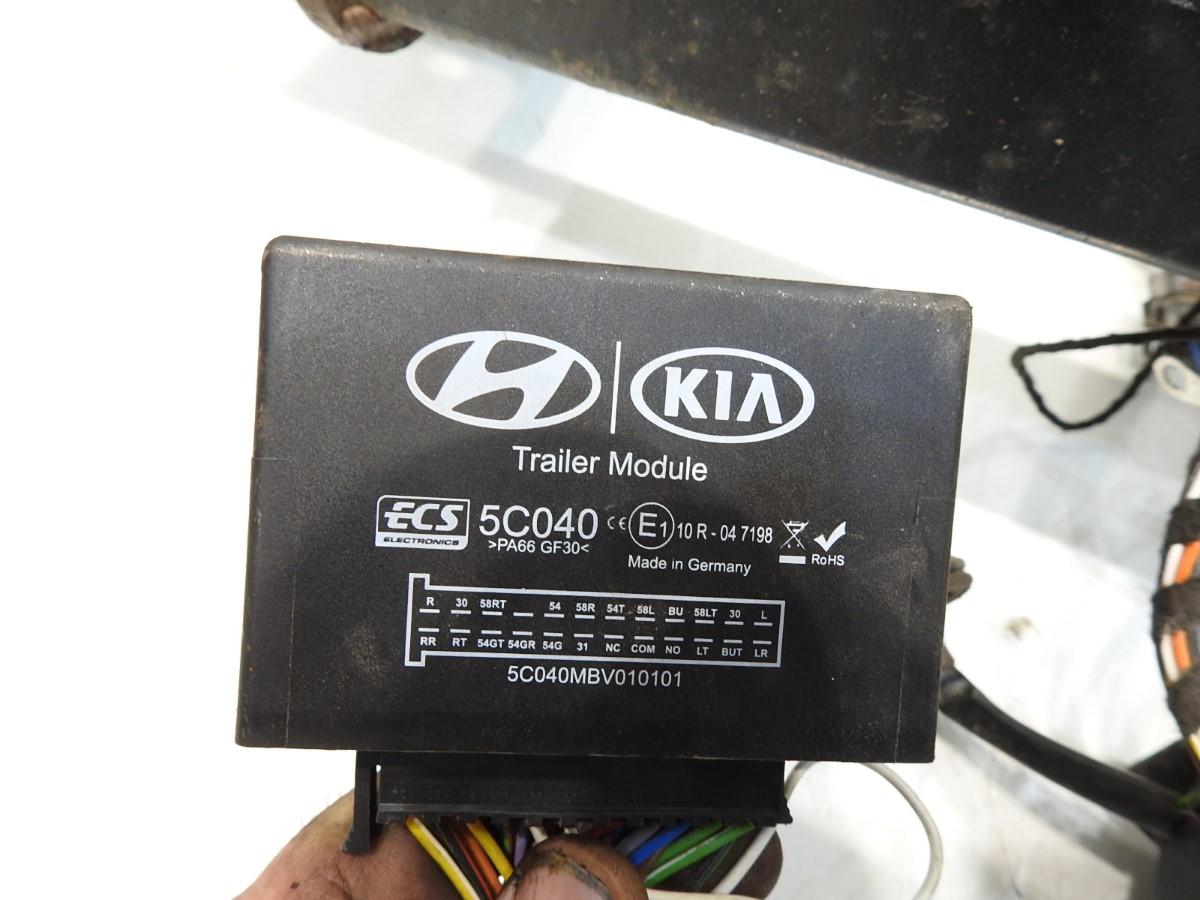 KIA
Trailer Module
ECS
ELECTRONICS
5C040
>PA66 GF30<
CE E1 10 R - 04 7198
RoHS
Made in Germany
R 30 58RT 54 58R 54T 58L BU 58LT 30 L
RR RT 54GT 54GR 54G 31 NC COM NO LT BUT LR
5C040MBV010101